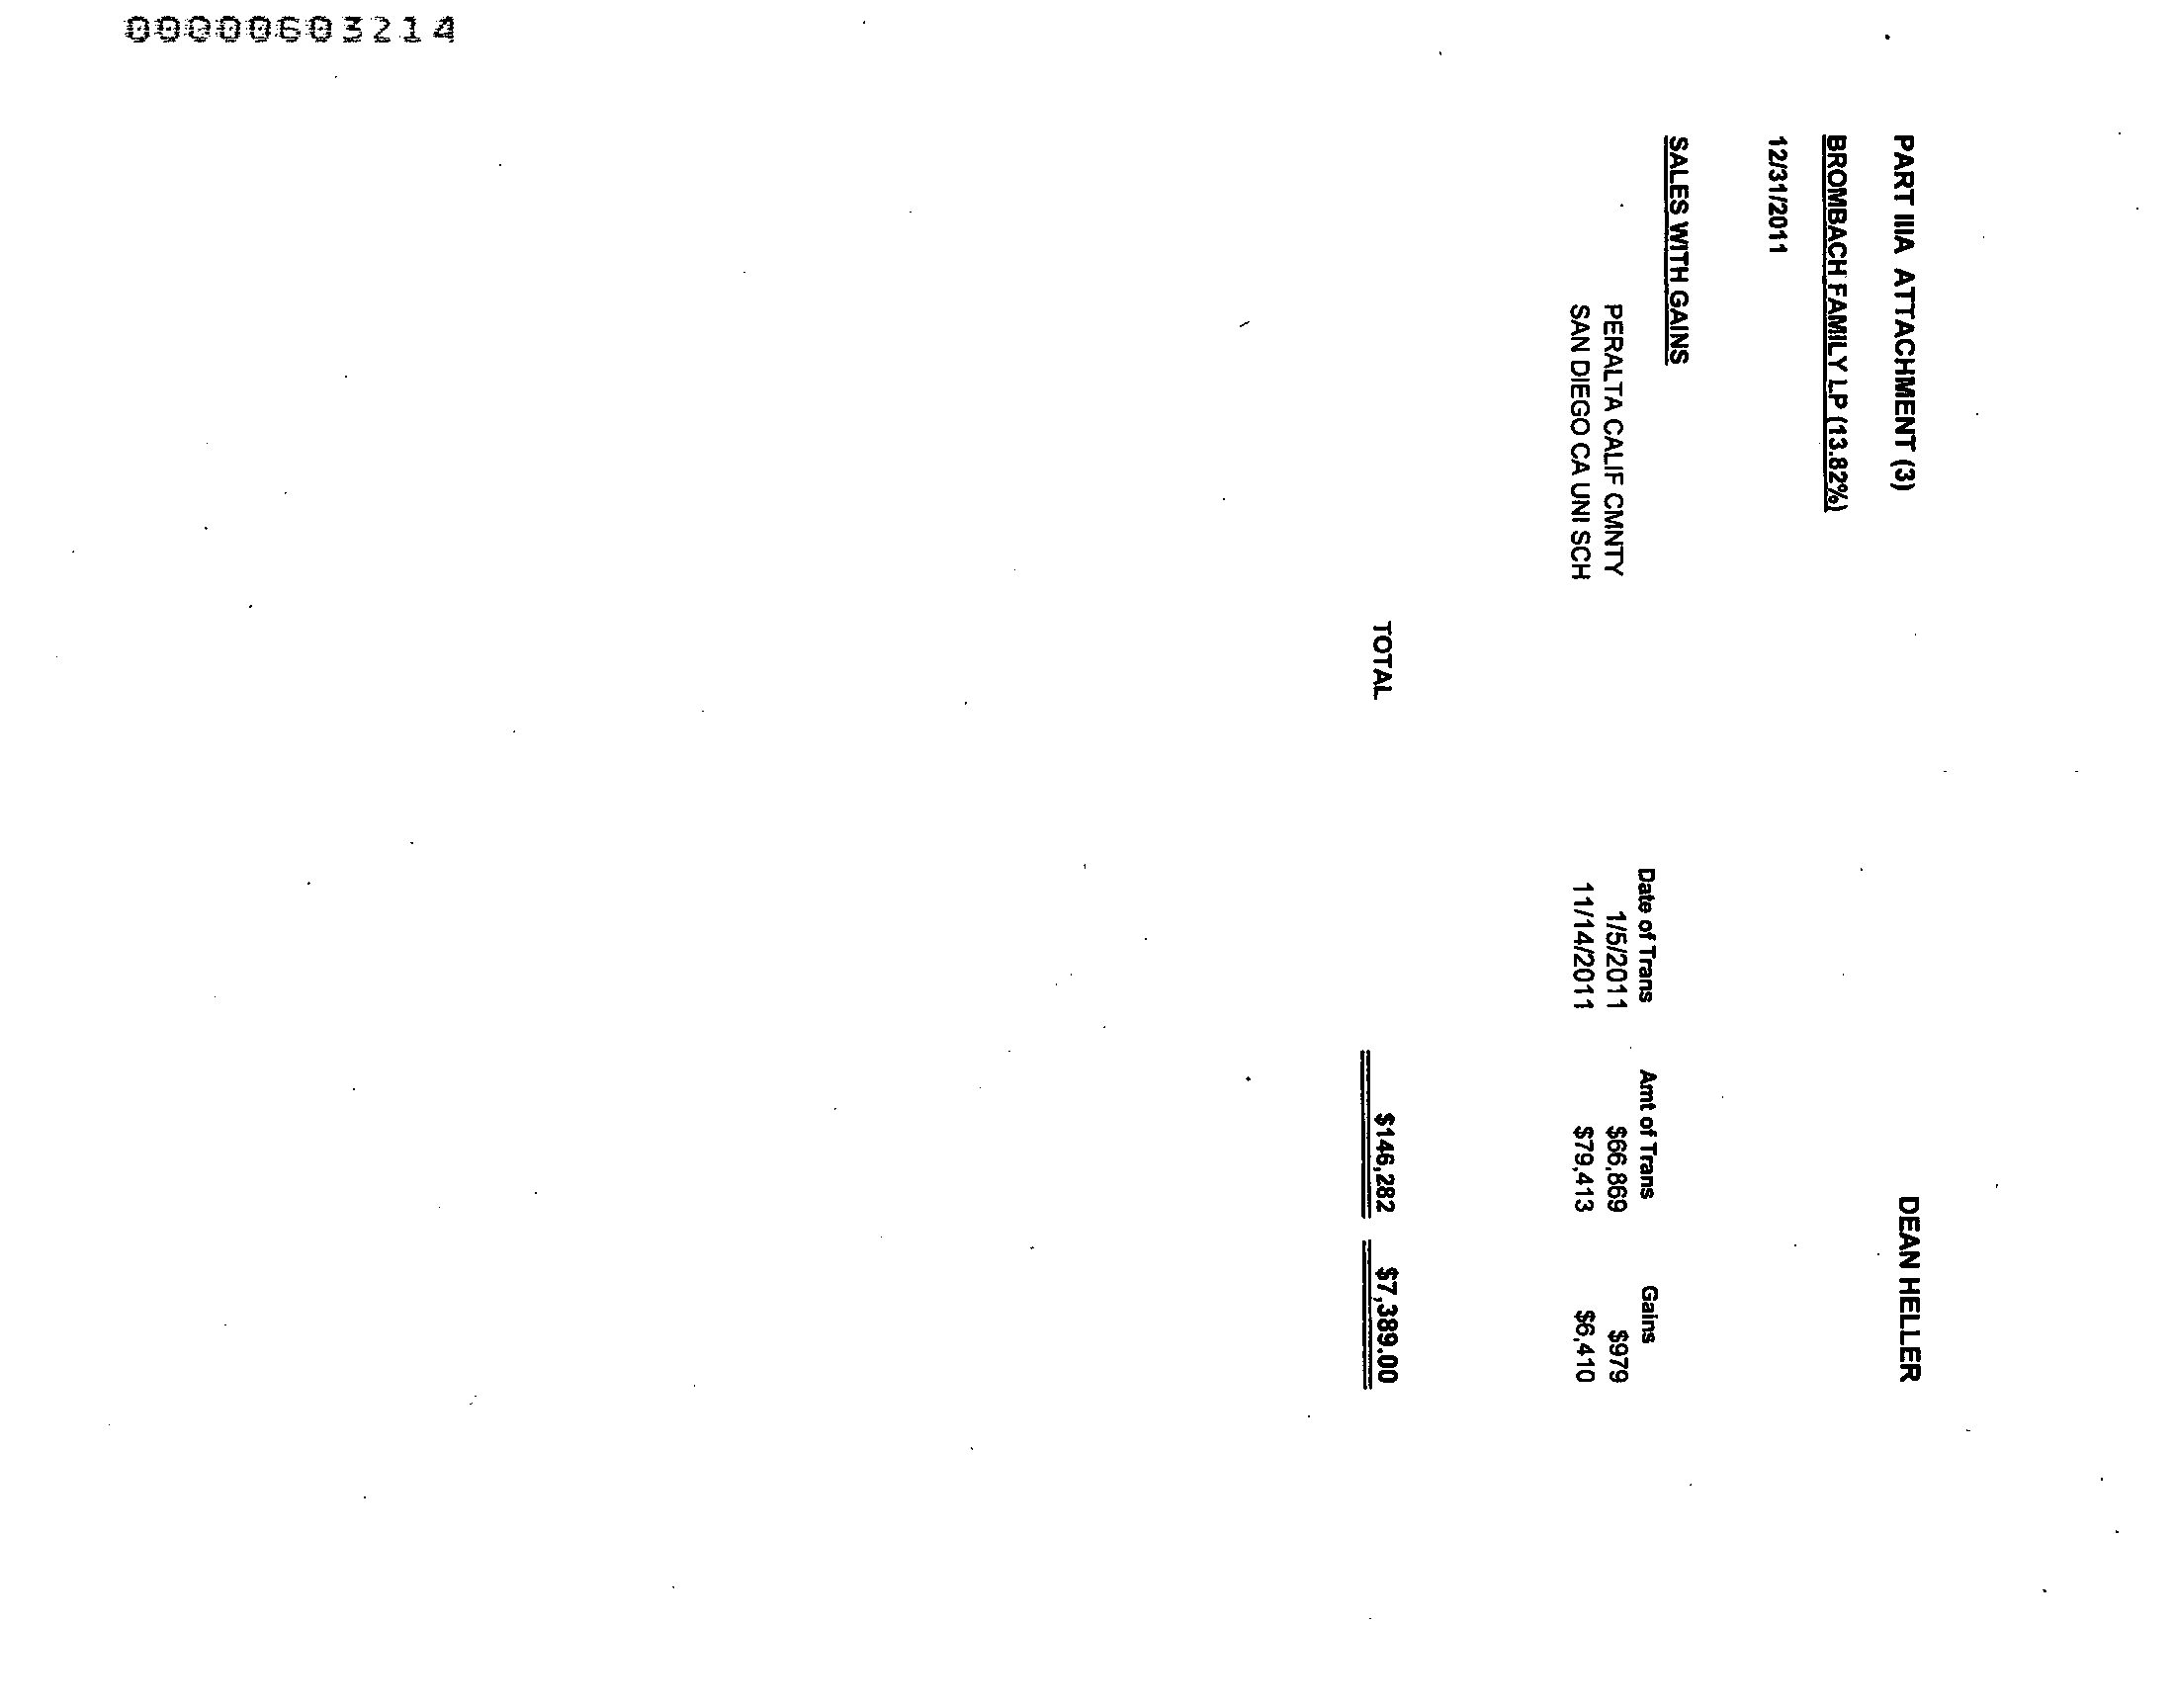 00000603214
PART IIIA ATTACHMENT (3) DEAN HELLER
BROMBACH FAMILY LP (13.82%)
12/31/2011
SALES WITH GAINS
Date of Trans Amt of Trans Gains
PERALTA CALIF CMNTY 1/5/2011 $66,869 $979
SAN DIEGO CA UNI SCH 11/14/2011 $79,413 $6,410
TOTAL $146,282 $7,389.00